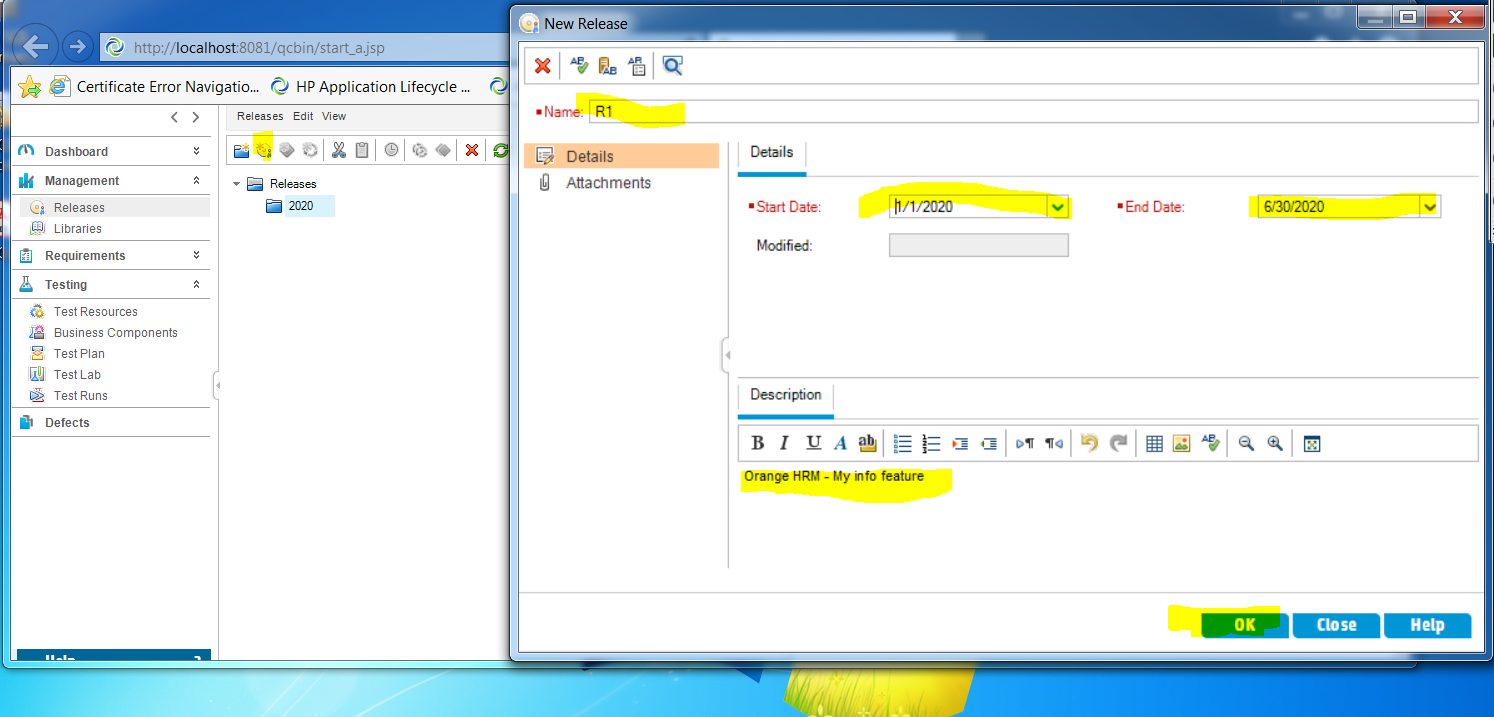 http://localhost:8081/qcbin/start_a.jsp
Certificate Error Navigatio...
HP Application Lifecycle ...
Dashboard
Management
Releases
Libraries
Requirements
Testing
Test Resources
Business Components
Test Plan
Test Lab
Test Runs
Defects
Help
Releases Edit View
Releases
2020
New Release
Name: R1
Details
Attachments
Details
Start Date: 1/1/2020 End Date: 6/30/2020
Modified:
Description
B I U A ab
Orange HRM - My info feature
OK Close Help